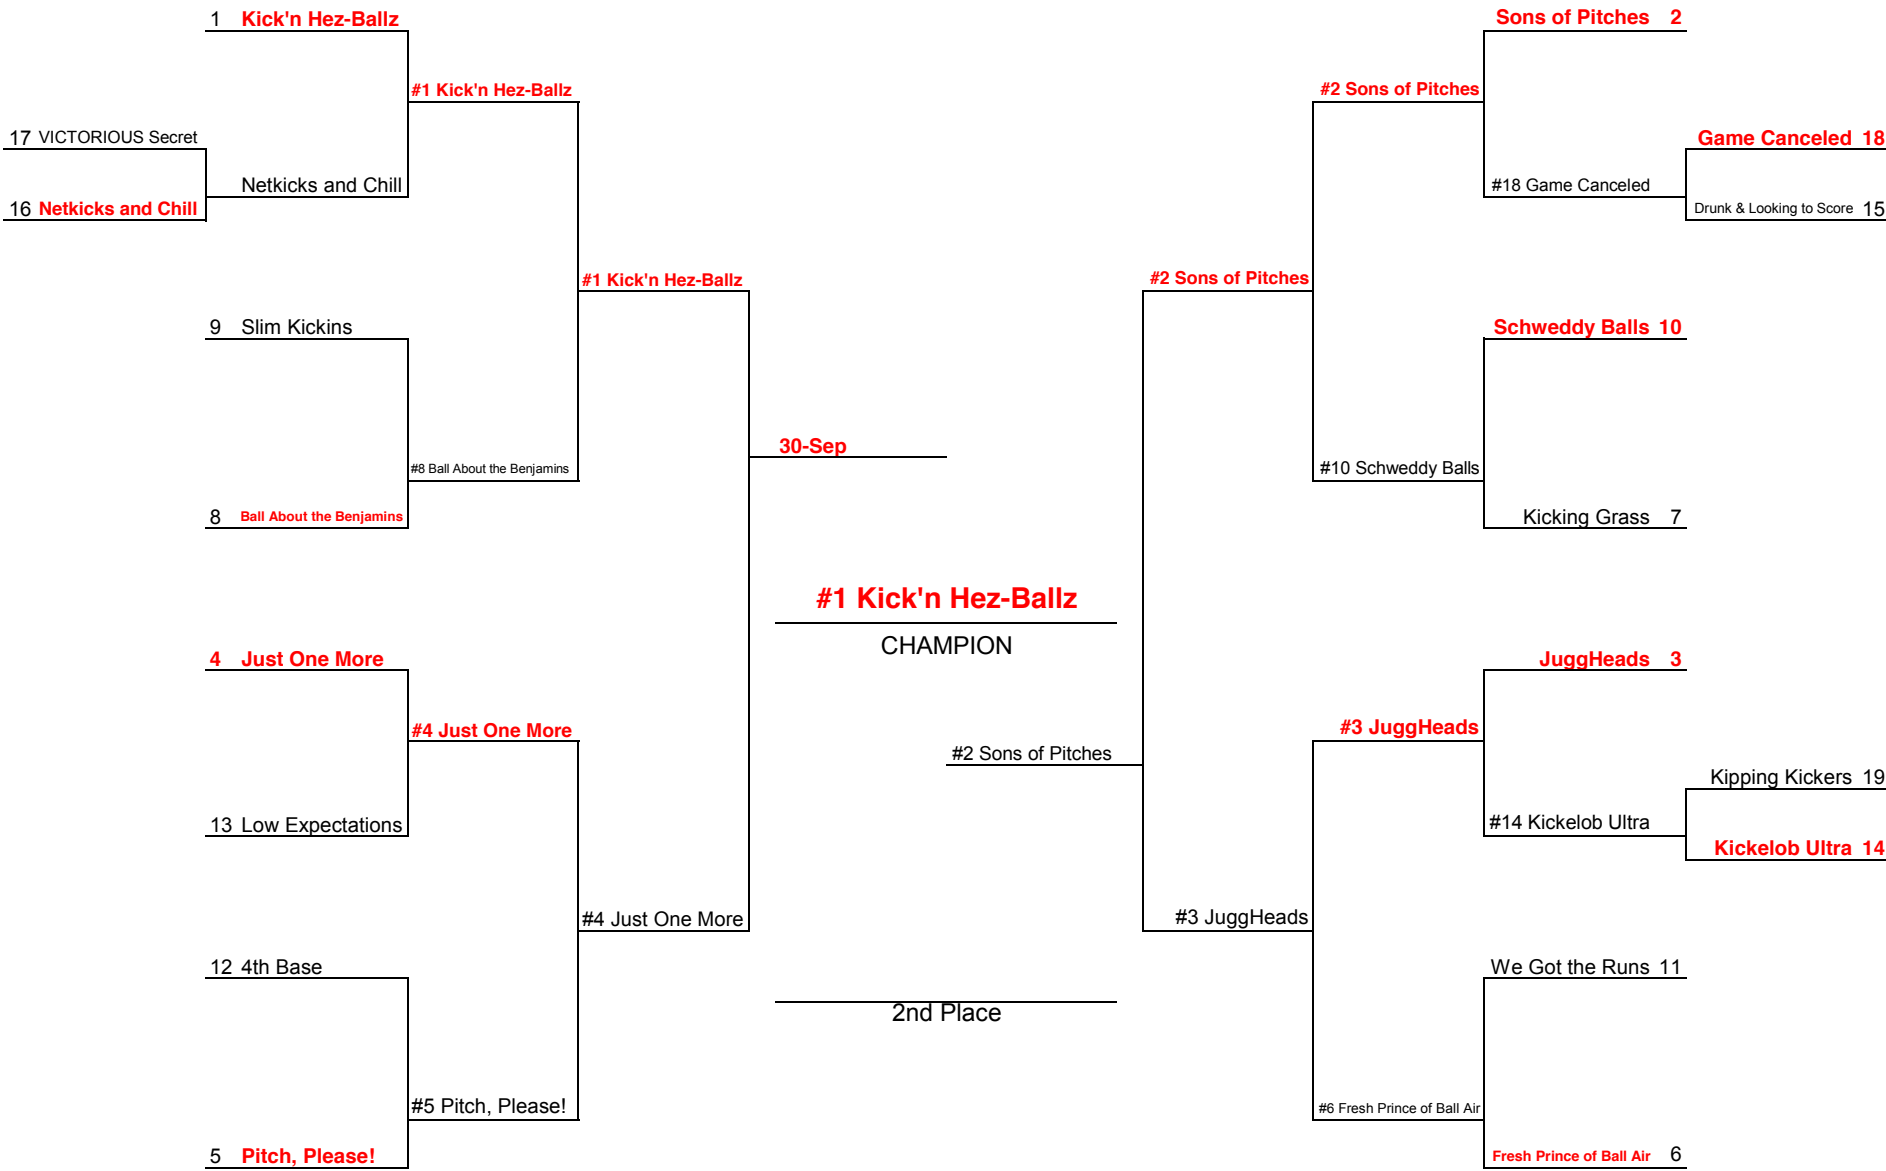 1 Kick'n Hez-Ballz
#1 Kick'n Hez-Ballz
17 VICTORIOUS Secret
Netkicks and Chill
16 Netkicks and Chill
#1 Kick'n Hez-Ballz
9 Slim Kickins
30-Sep
#8 Ball About the Benjamins
8 Ball About the Benjamins
#1 Kick'n Hez-Ballz
CHAMPION
4 Just One More
#4 Just One More
13 Low Expectations
#4 Just One More
12 4th Base
2nd Place
#5 Pitch, Please!
5 Pitch, Please!
Sons of Pitches 2
#2 Sons of Pitches
Game Canceled 18
#18 Game Canceled
Drunk & Looking to Score 15
#2 Sons of Pitches
Schweddy Balls 10
#10 Schweddy Balls
Kicking Grass 7
JuggHeads 3
#3 JuggHeads
#2 Sons of Pitches
Kipping Kickers 19
#14 Kickelob Ultra
Kickelob Ultra 14
#3 JuggHeads
We Got the Runs 11
#6 Fresh Prince of Ball Air
Fresh Prince of Ball Air 6